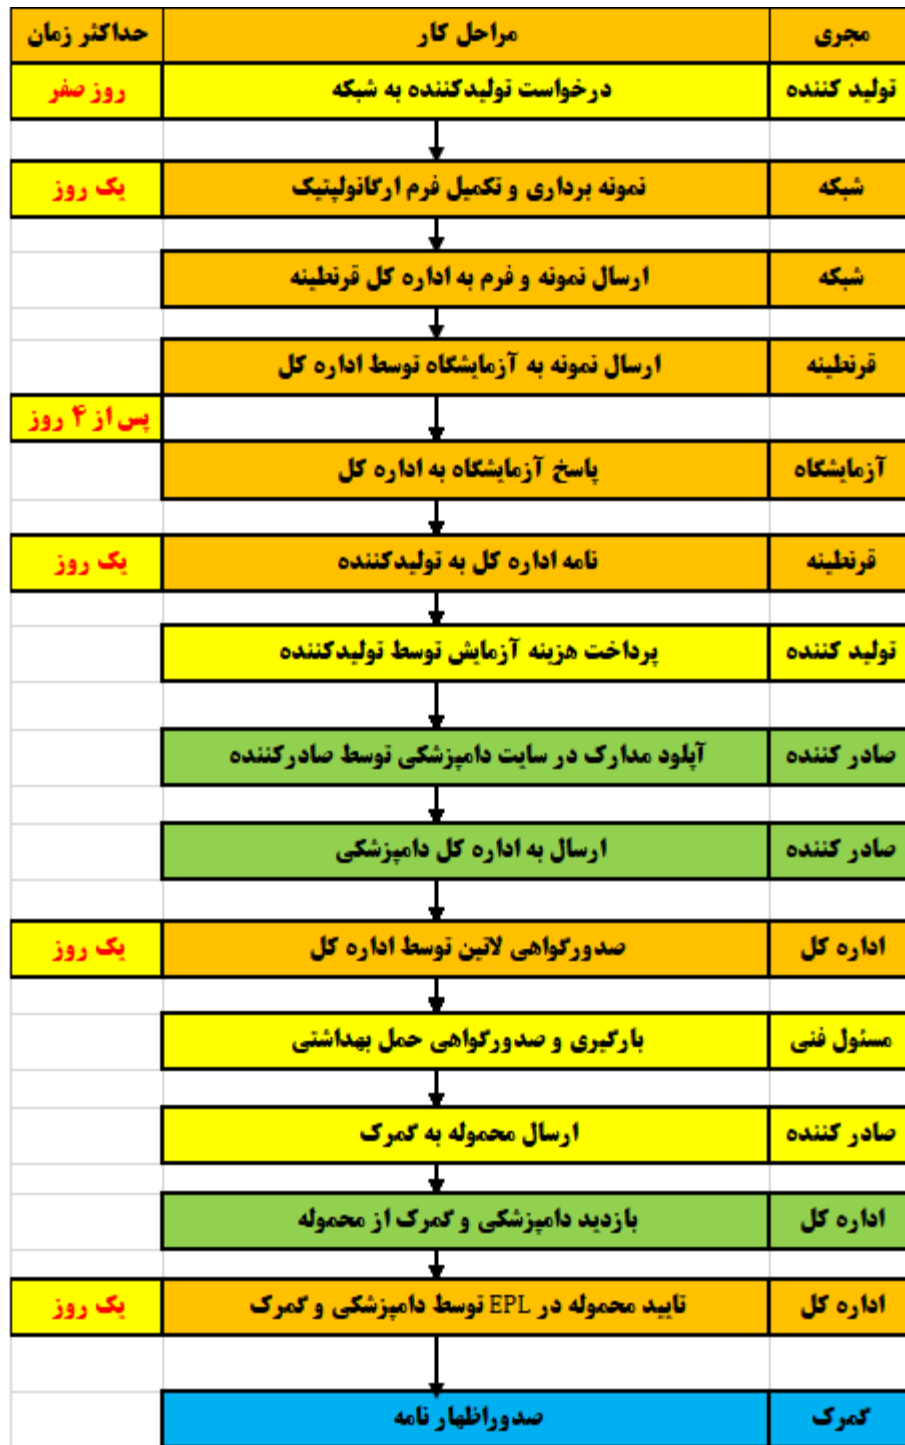 مجری مراحل کار حداکثر زمان
تولید کننده درخواست تولیدکننده به شبکه روز صفر
شبکه نمونه برداری و تکمیل فرم ارگانولپتیک یک روز
شبکه ارسال نمونه و فرم به اداره کل قرنطینه
قرنطینه ارسال نمونه به آزمایشگاه توسط اداره کل
پس از ۴ روز
آزمایشگاه پاسخ آزمایشگاه به اداره کل
قرنطینه نامه اداره کل به تولیدکننده یک روز
تولید کننده پرداخت هزینه آزمایش توسط تولیدکننده
صادر کننده آپلود مدارک در سایت دامپزشکی توسط صادرکننده
صادر کننده ارسال به اداره کل دامپزشکی
اداره کل صدورگواهی لاتین توسط اداره کل یک روز
مسئول فنی بارگیری و صدورگواهی حمل بهداشتی
صادر کننده ارسال محموله به گمرک
اداره کل بازدید دامپزشکی و گمرک از محموله
اداره کل تایید محموله در EPL توسط دامپزشکی و گمرک یک روز
گمرک صدوراظهار نامه